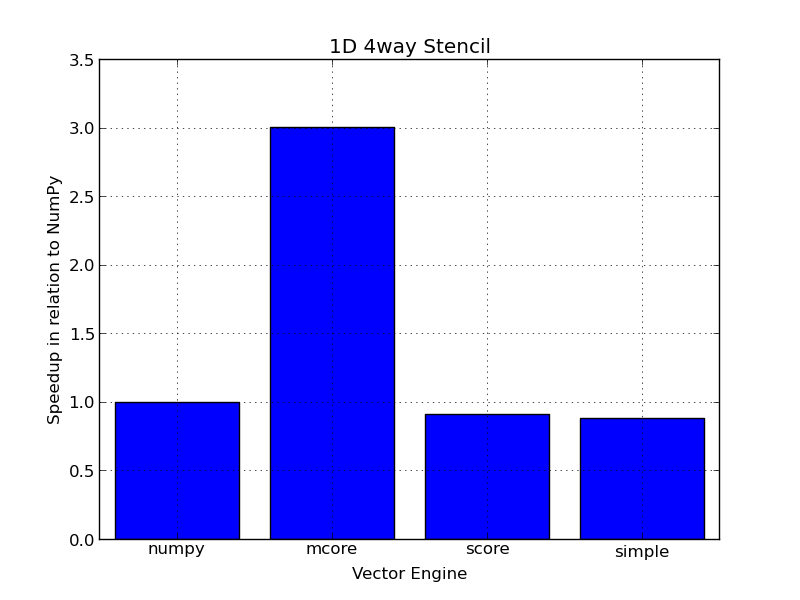 1D 4way Stencil
3.5
3.0
2.5
2.0
1.5
1.0
0.5
0.0
Speedup in relation to NumPy
numpy mcore score simple
Vector Engine